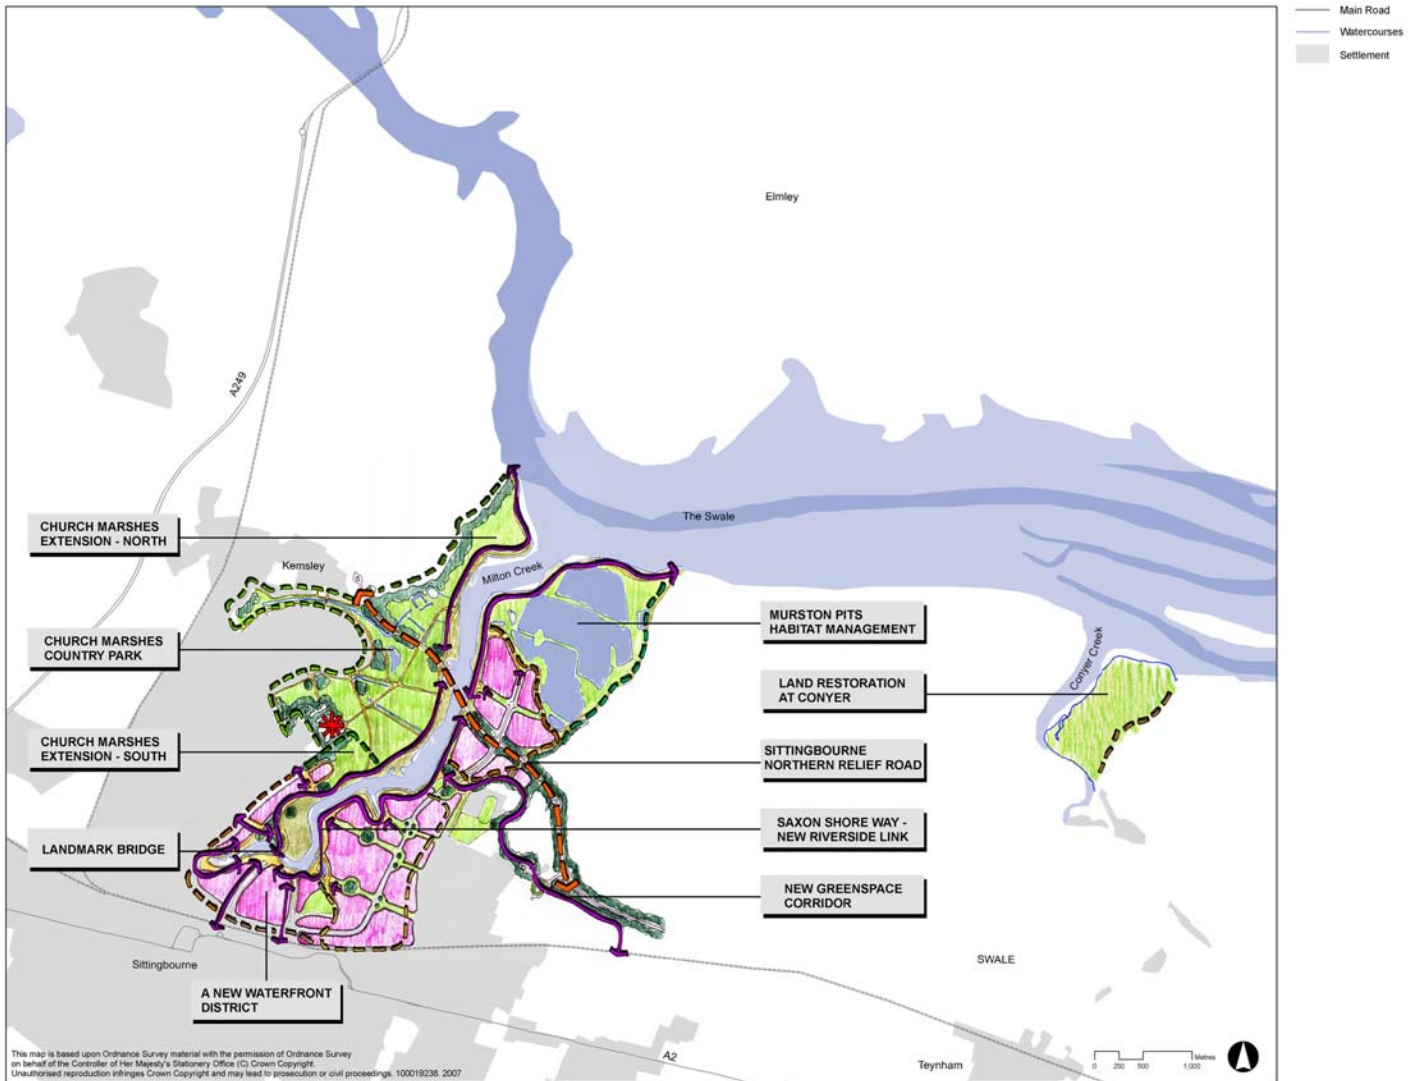 Main Road
Watercourses
Settlement
Elmley
A249
CHURCH MARSHES
EXTENSION - NORTH
The Swale
Kemsley
Milton Creek
MURSTON PITS
HABITAT MANAGEMENT
CHURCH MARSHES
COUNTRY PARK
Conyer Creek
LAND RESTORATION
AT CONYER
CHURCH MARSHES
EXTENSION - SOUTH
SITTINGBOURNE
NORTHERN RELIEF ROAD
SAXON SHORE WAY -
NEW RIVERSIDE LINK
LANDMARK BRIDGE
NEW GREENSPACE
CORRIDOR
Sittingbourne
SWALE
A NEW WATERFRONT
DISTRICT
This map is based upon Ordnance Survey material with the permission of Ordnance Survey
on behalf of the Controller of Her Majesty's Stationery Office (C) Crown Copyright.
Unauthorised reproduction infringes Crown Copyright and may lead to prosecution or civil proceedings. 100019238. 2007
A2
Teynham
Metres
0 250 500 1,000